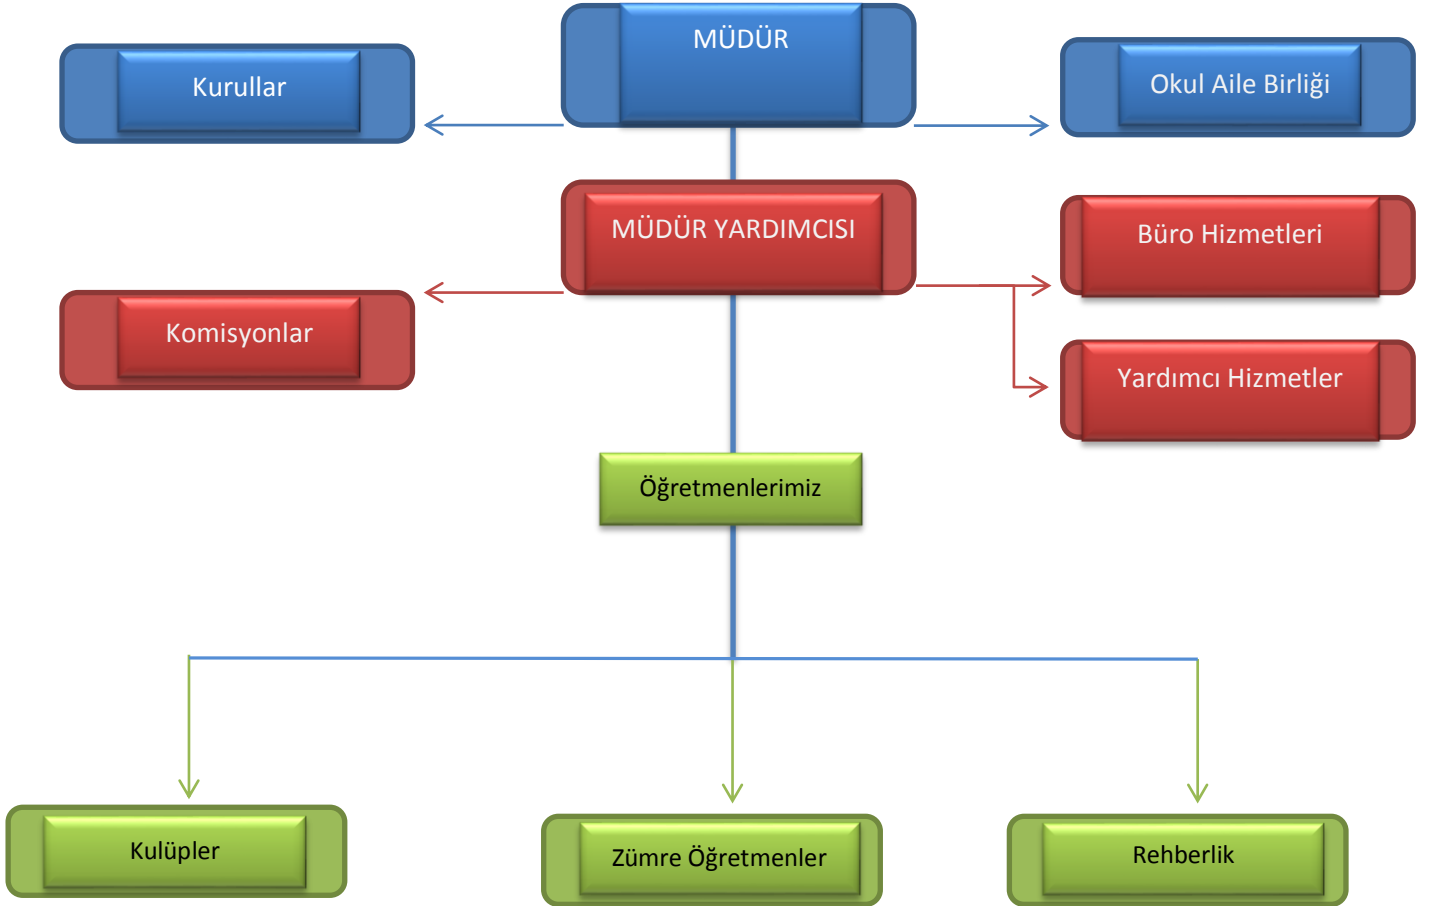 MÜDÜR
Kurullar
Okul Aile Birliği
MÜDÜR YARDIMCISI
Büro Hizmetleri
Komisyonlar
Yardımcı Hizmetler
Öğretmenlerimiz
Kulüpler
Zümre Öğretmenler
Rehberlik